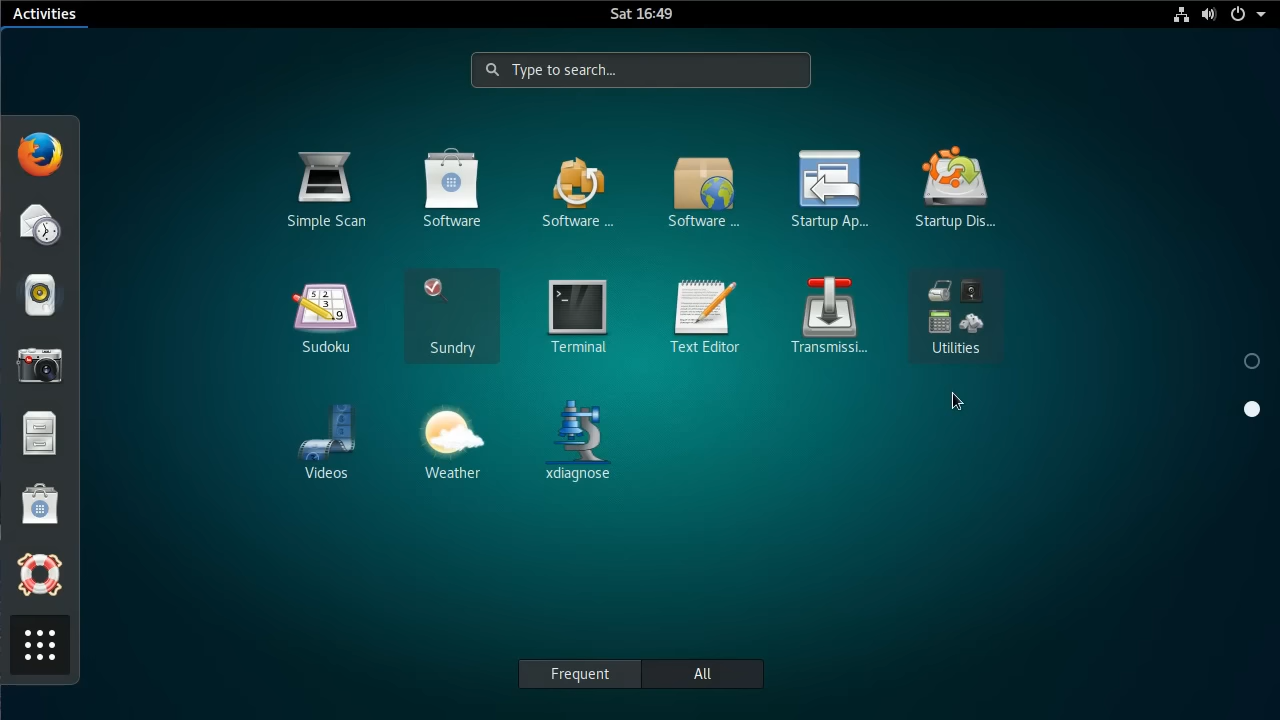 Activities
Sat 16:49
Type to search...
Simple Scan
Software
Software ...
Software ...
Startup Ap...
Startup Dis...
Sudoku
Sundry
Terminal
Text Editor
Transmissi...
Utilities
Videos
Weather
xdiagnose
Frequent
All